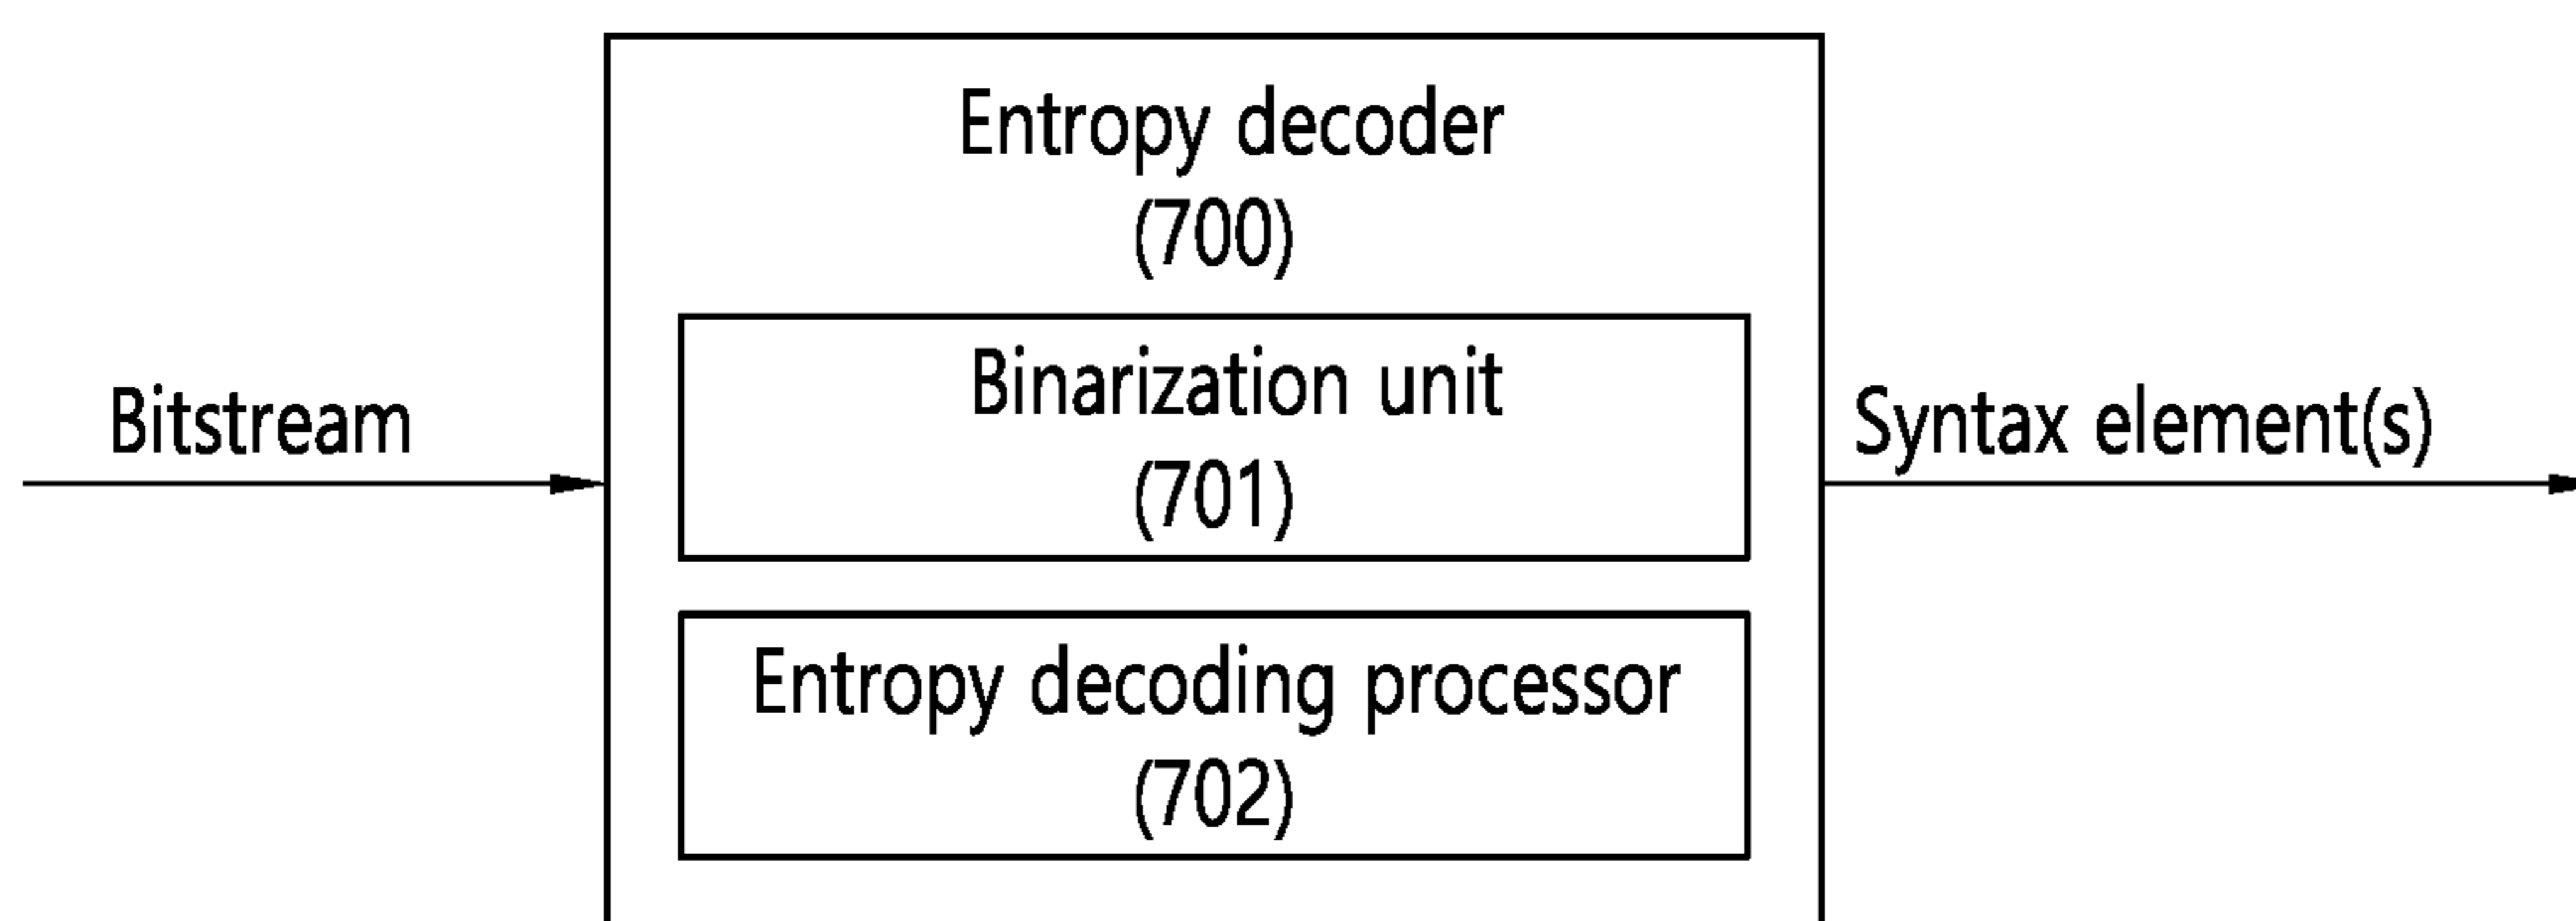 Entropy decoder
(700)
Binarization unit
(701)
Bitstream
Syntax element(s)
Entropy decoding processor
(702)